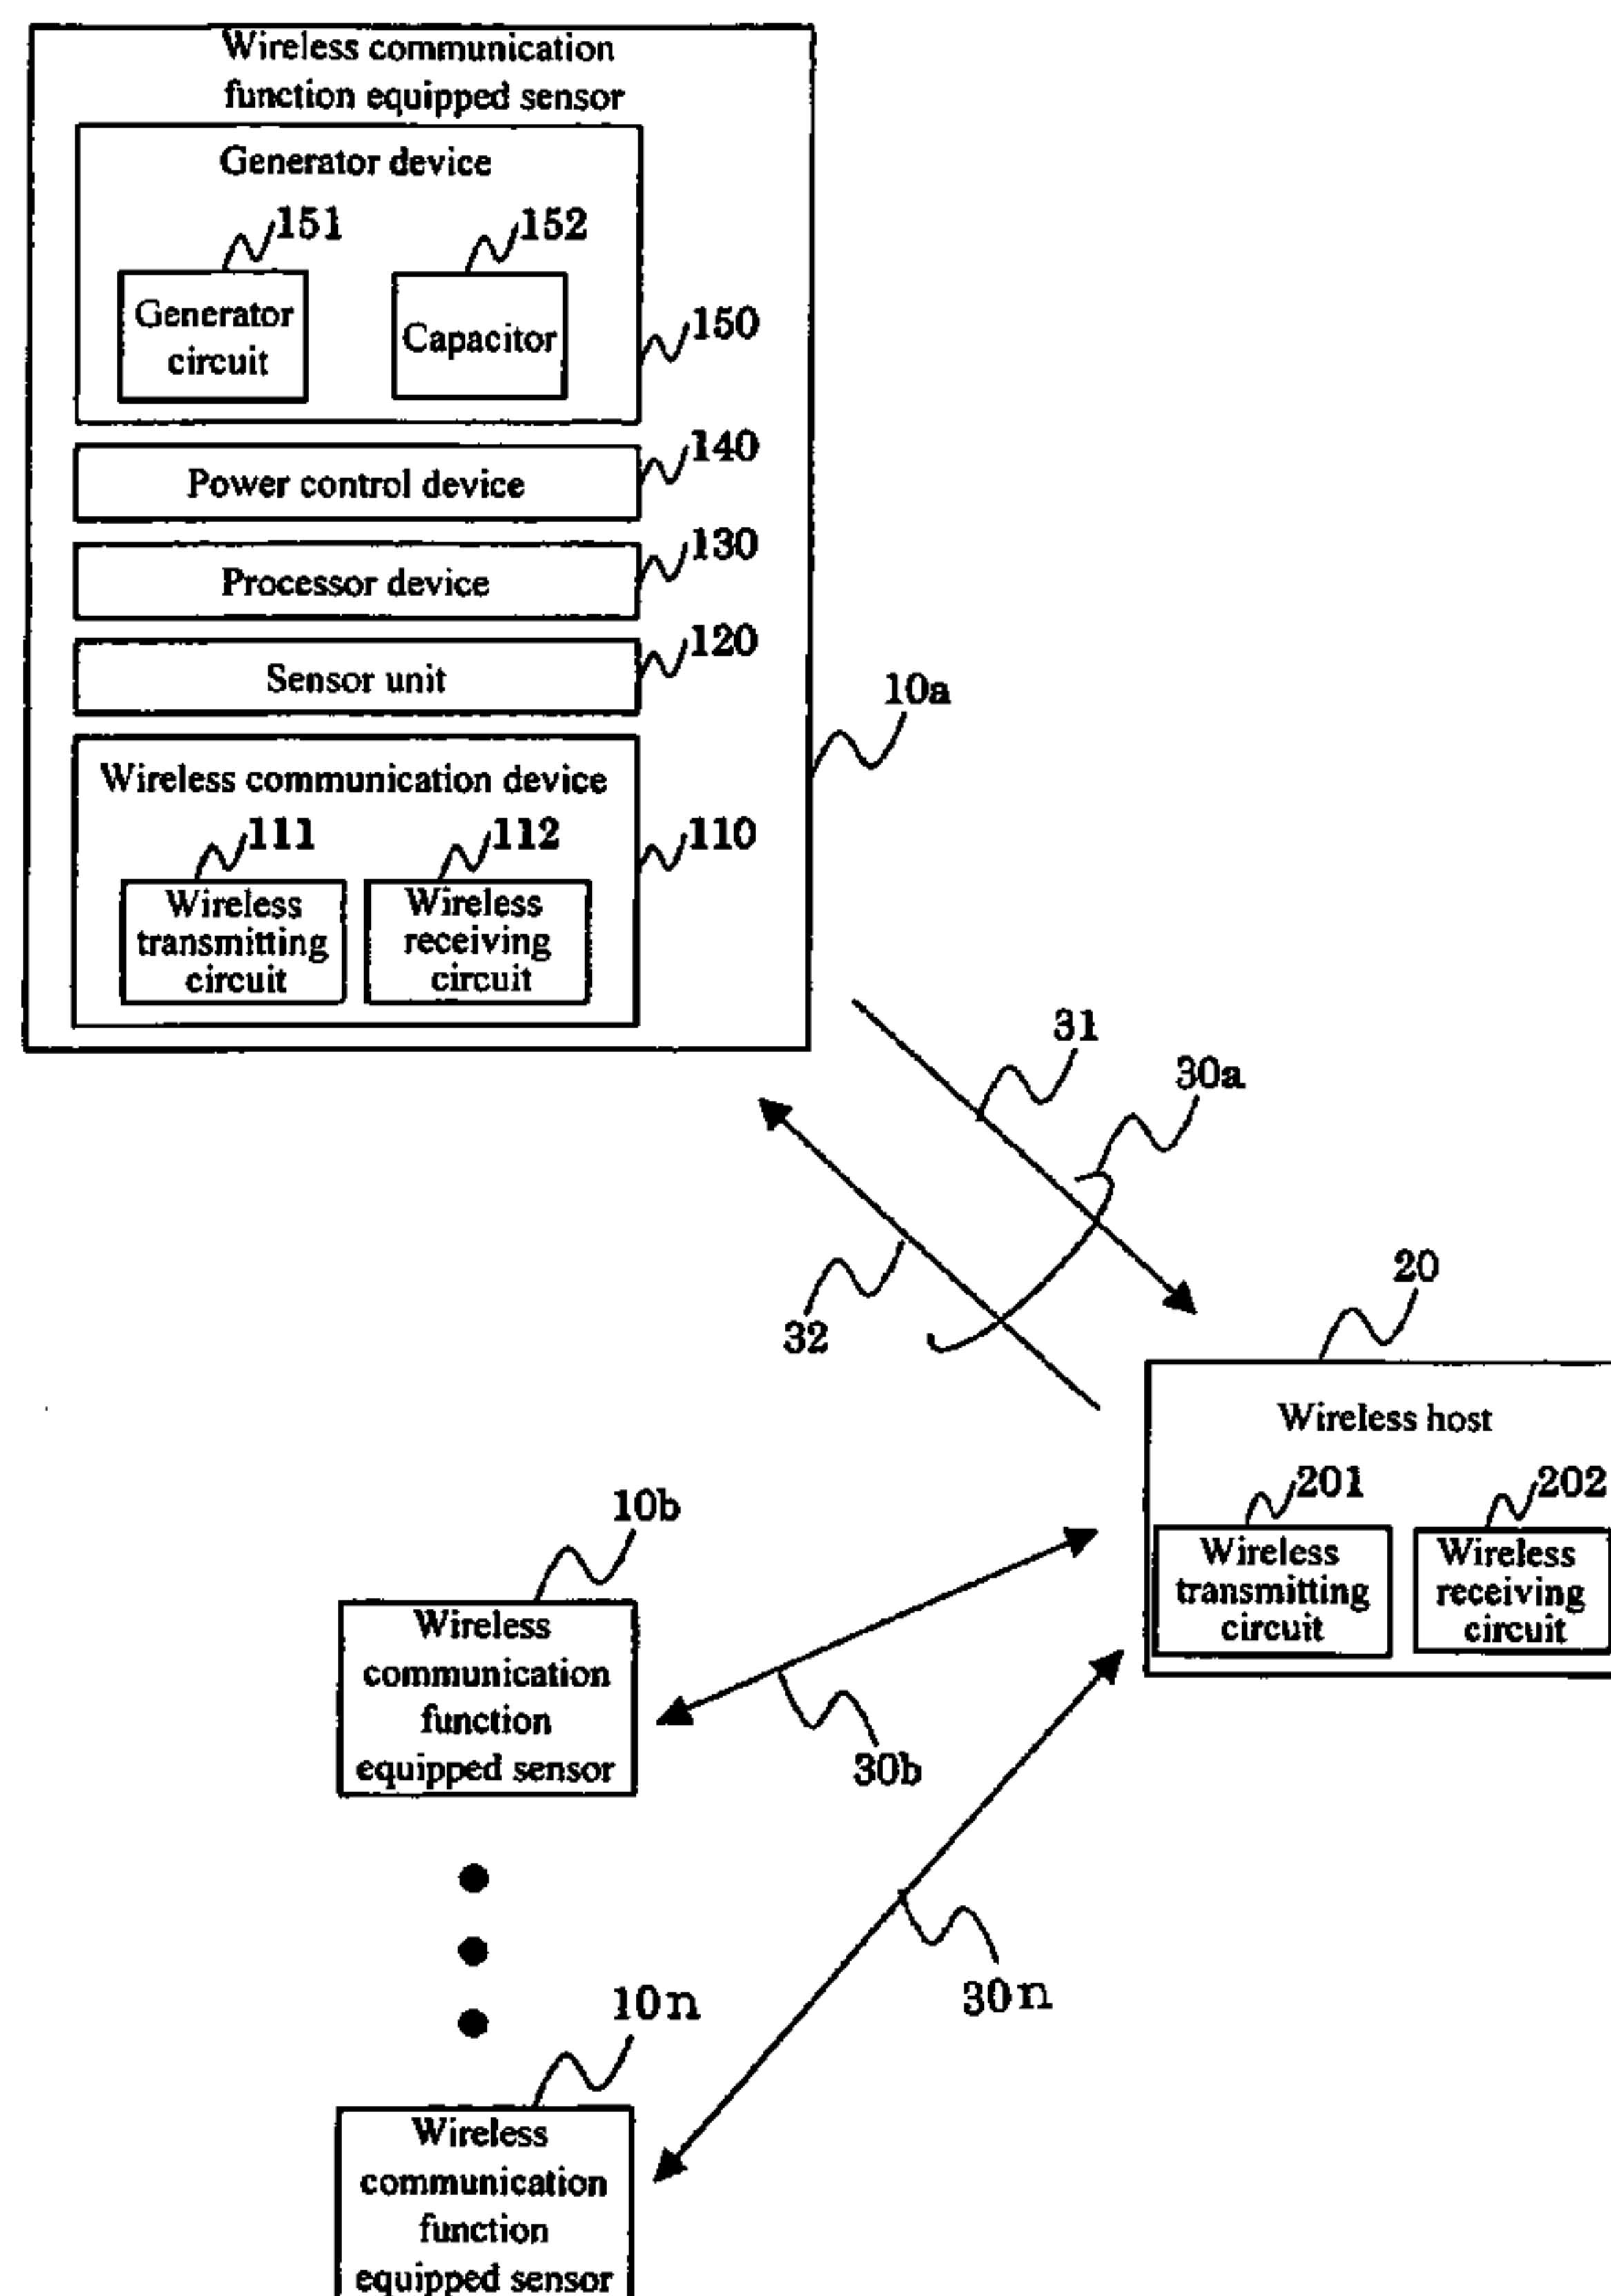 Wireless communication
function equipped sensor
Generator device
151
152
Generator
circuit
Capacitor
150
140
Power control device
130
Processor device
120
Sensor unit
10a
Wireless communication device
111
112
110
Wireless
transmitting
circuit
Wireless
receiving
circuit
31
30a
32
20
Wireless host
201
202
Wireless
transmitting
circuit
Wireless
receiving
circuit
10b
Wireless
communication
function
equipped sensor
30b
10n
30n
Wireless
communication
function
equipped sensor